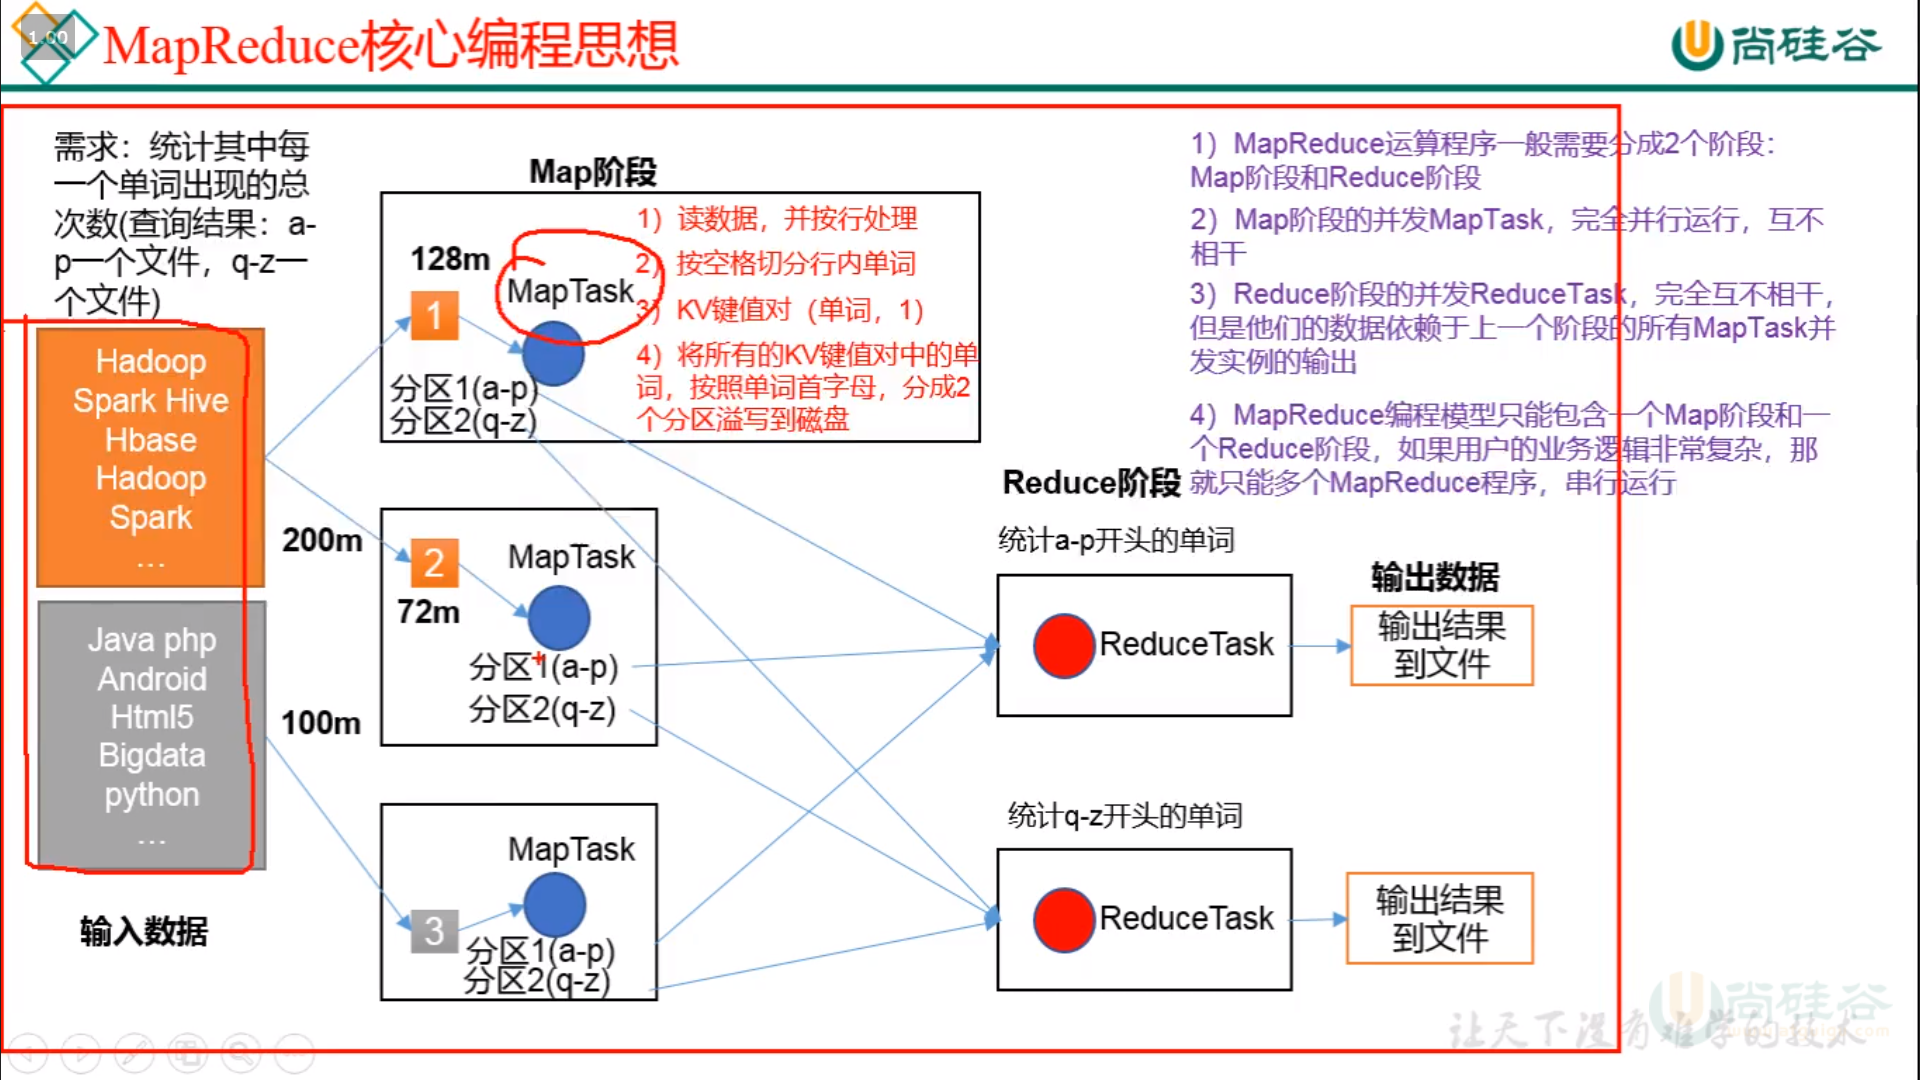 1.00
MapReduce核心编程思想
尚硅谷
需求：统计其中每
一个单词出现的总
次数(查询结果：a-
p一个文件，q-z一
个文件)
Hadoop
Spark Hive
Hbase
Hadoop
Spark
…
200m
Java php
Android
Html5
Bigdata
python
…
100m
输入数据
Map阶段
128m
1
MapTask
分区1(a-p)
分区2(q-z)
1）读数据，并按行处理
2）按空格切分行内单词
3）KV键值对（单词，1）
4）将所有的KV键值对中的单
词，按照单词首字母，分成2
个分区溢写到磁盘
2
72m
MapTask
分区1(a-p)
分区2(q-z)
3
MapTask
分区1(a-p)
分区2(q-z)
1）MapReduce运算程序一般需要分成2个阶段：
Map阶段和Reduce阶段
2）Map阶段的并发MapTask，完全并行运行，互不
相干
3）Reduce阶段的并发ReduceTask，完全互不相干，
但是他们的数据依赖于上一个阶段的所有MapTask并
发实例的输出
4）MapReduce编程模型只能包含一个Map阶段和一
个Reduce阶段，如果用户的业务逻辑非常复杂，那
就只能多个MapReduce程序，串行运行
Reduce阶段
统计a-p开头的单词
ReduceTask
输出数据
输出结果
到文件
统计q-z开头的单词
ReduceTask
输出结果
到文件
尚硅谷
让天下没有难学的技术